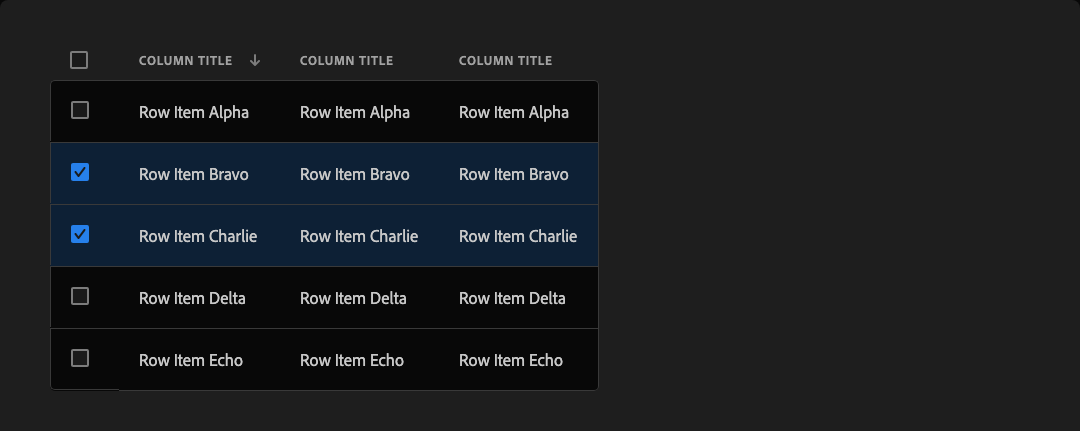 COLUMN TITLE COLUMN TITLE COLUMN TITLE
Row Item Alpha Row Item Alpha Row Item Alpha
Row Item Bravo Row Item Bravo Row Item Bravo
Row Item Charlie Row Item Charlie Row Item Charlie
Row Item Delta Row Item Delta Row Item Delta
Row Item Echo Row Item Echo Row Item Echo